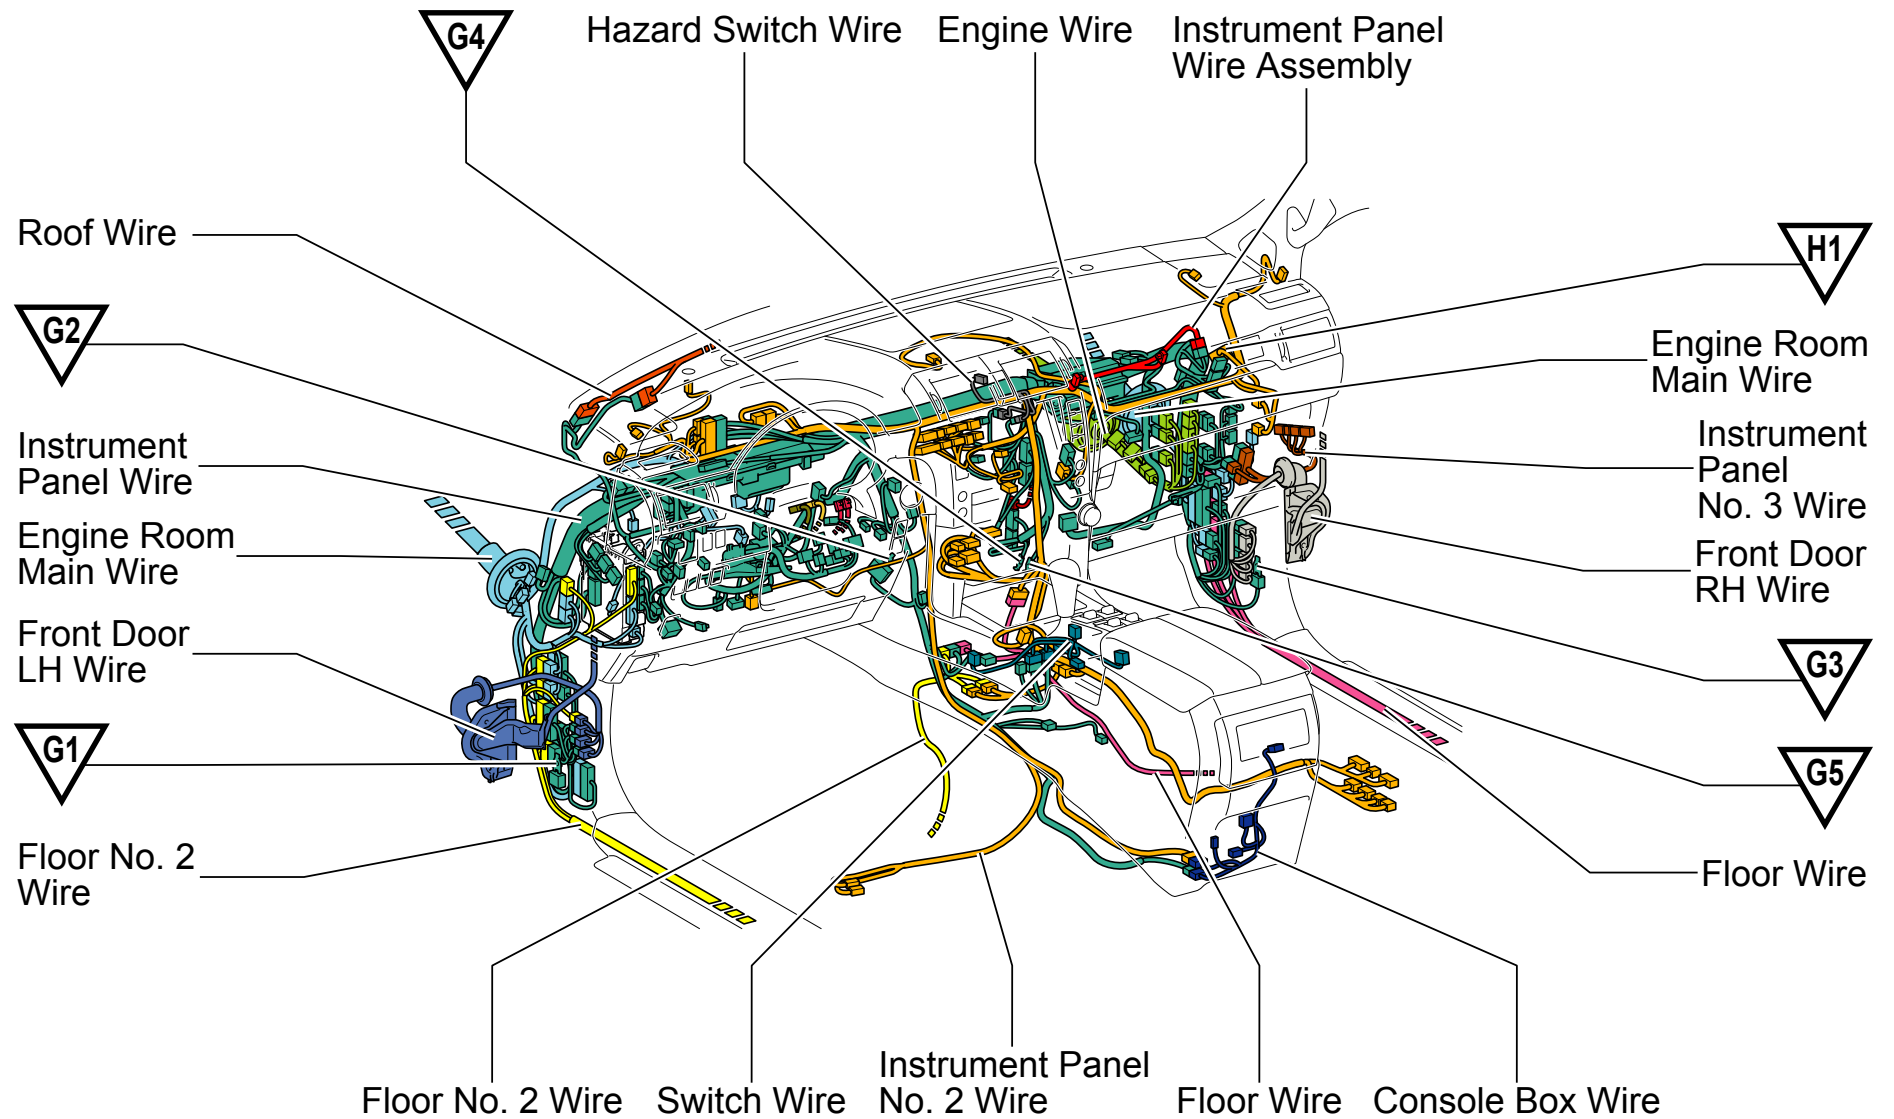 G4
Hazard Switch Wire
Engine Wire
Instrument Panel
Wire Assembly
Roof Wire
H1
G2
Engine Room
Main Wire
Instrument
Panel Wire
Instrument
Panel
No. 3 Wire
Engine Room
Main Wire
Front Door
RH Wire
Front Door
LH Wire
G3
G1
G5
Floor No. 2
Wire
Floor Wire
Floor No. 2 Wire
Switch Wire
Instrument Panel
No. 2 Wire
Floor Wire
Console Box Wire